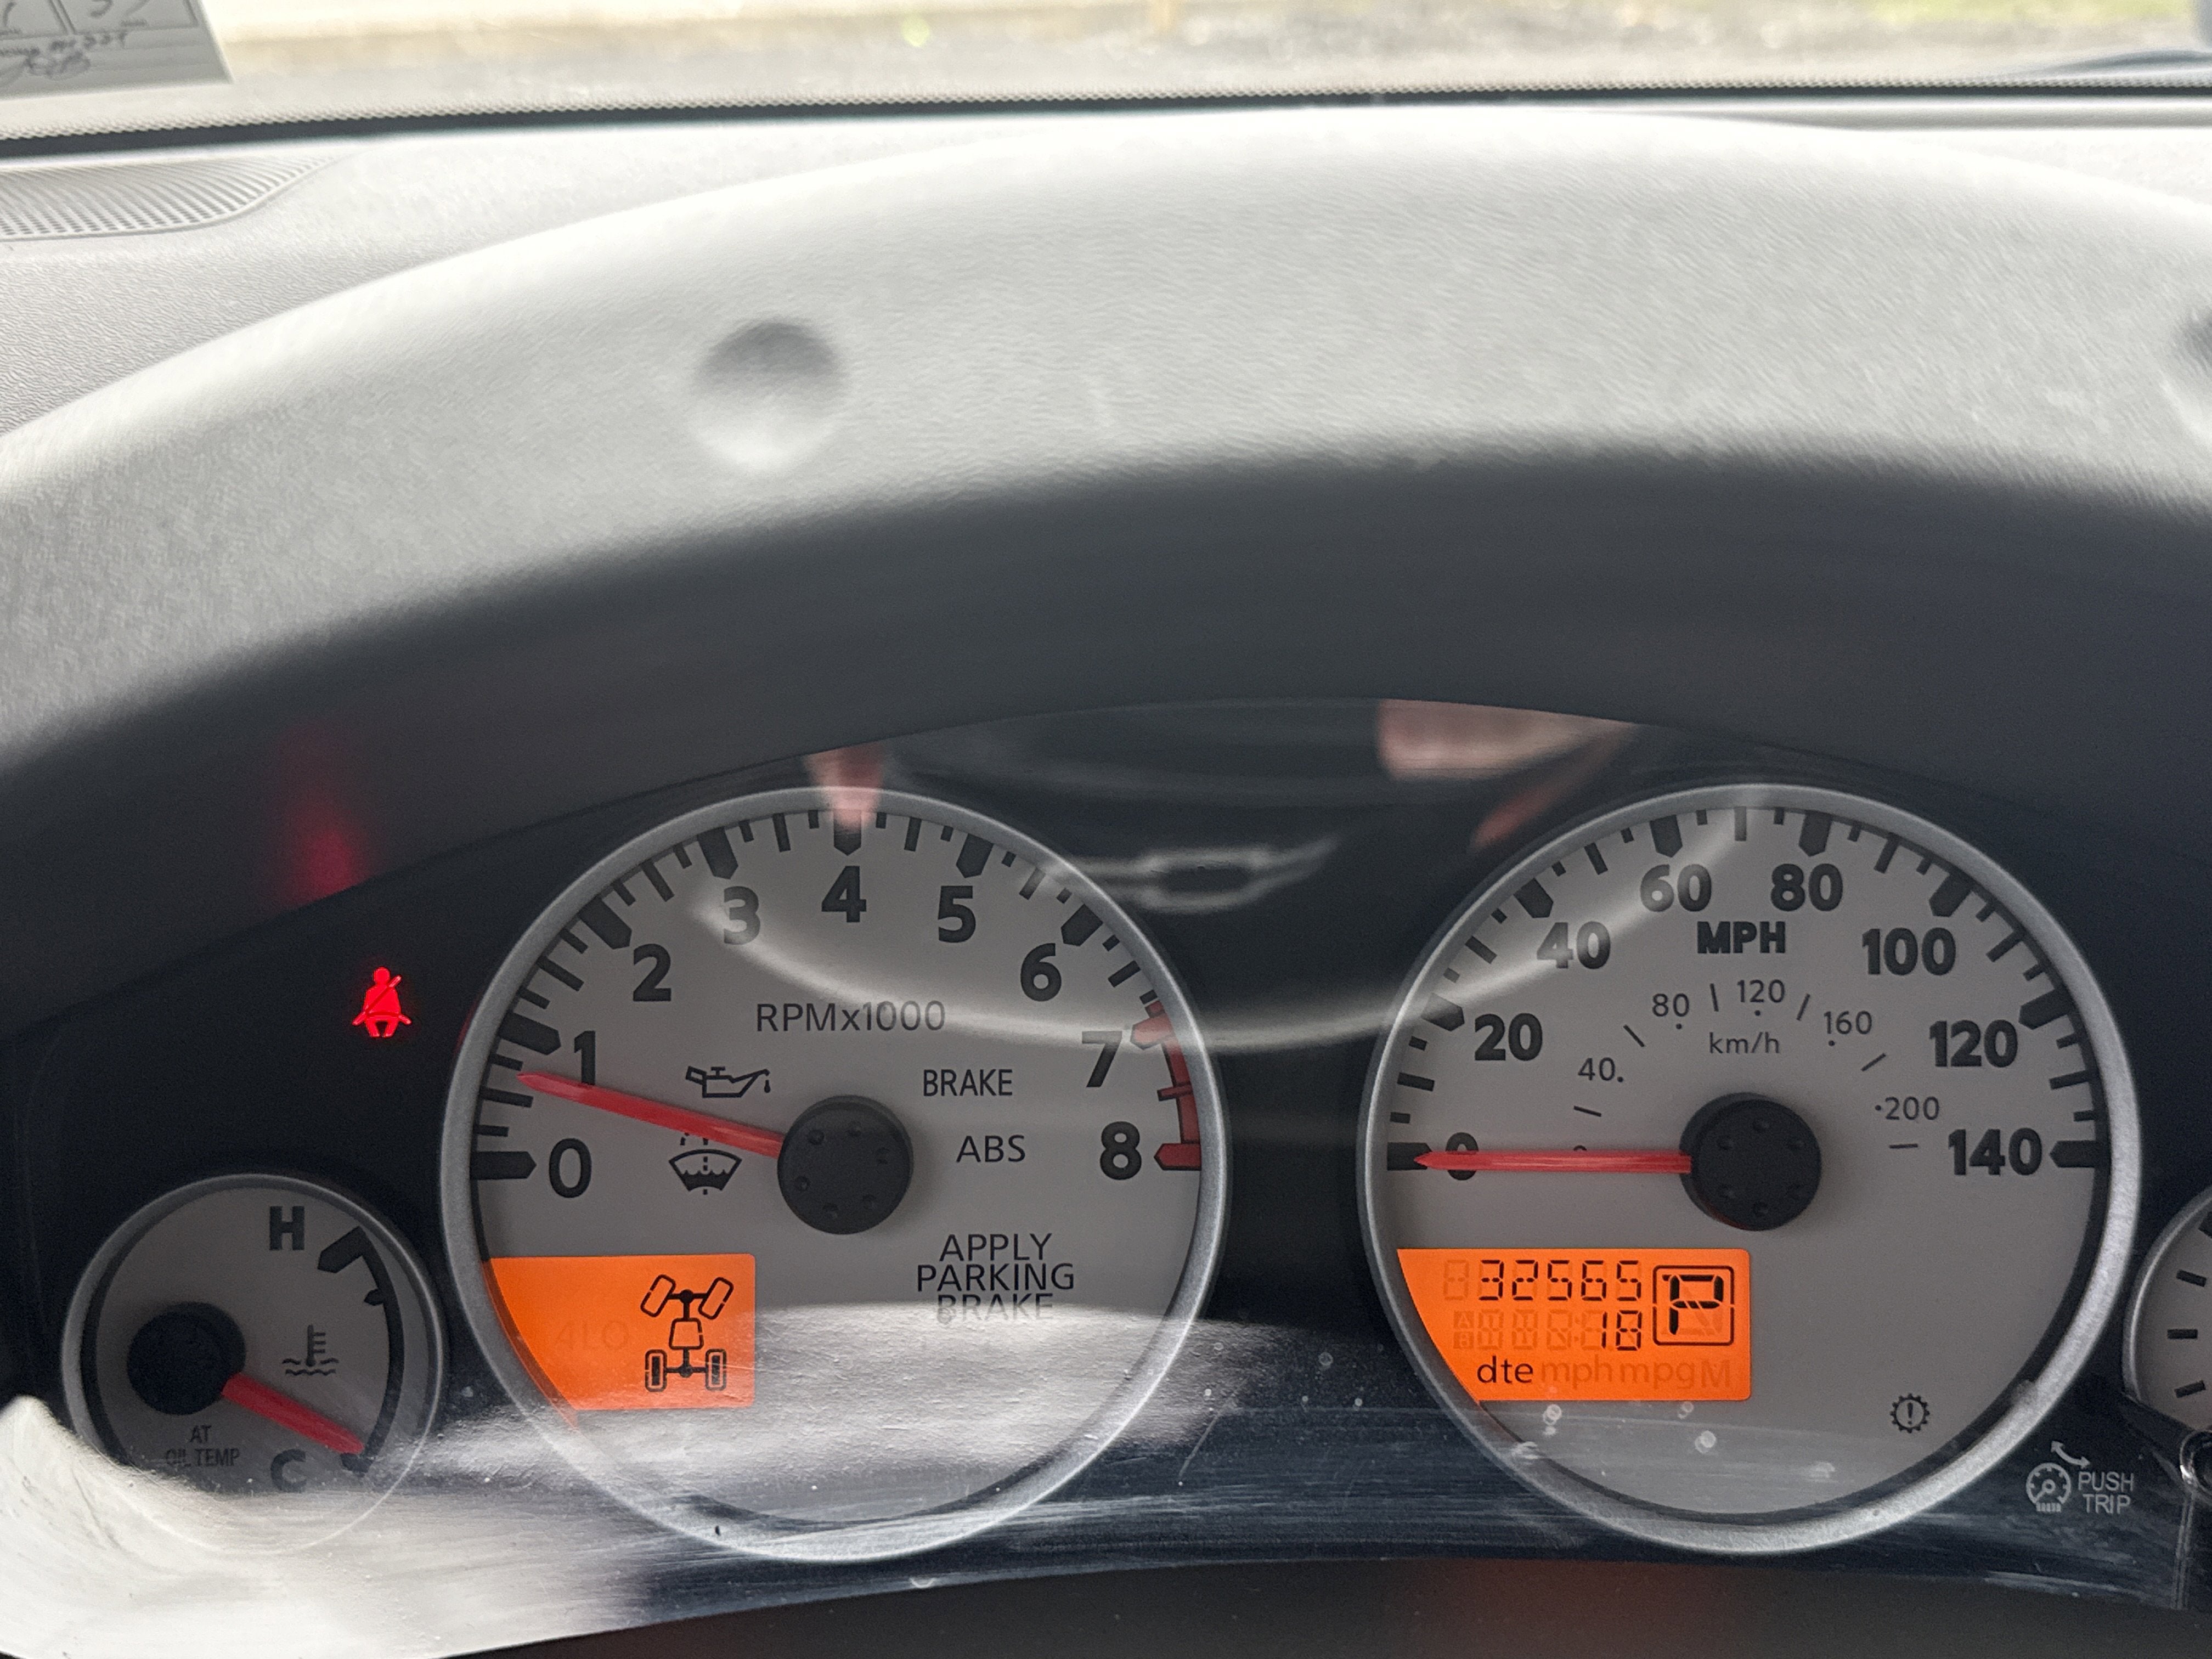 0 1 2 3 4 5 6 7 8
RPMx1000
BRAKE
ABS
APPLY
PARKING
BRAKE
H
C
AT
OIL TEMP
4LO
0 20 40 60 80 100 120 140
MPH
40 80 120 160 200
km/h
32565
18
P
dte mph mpg M
PUSH
TRIP